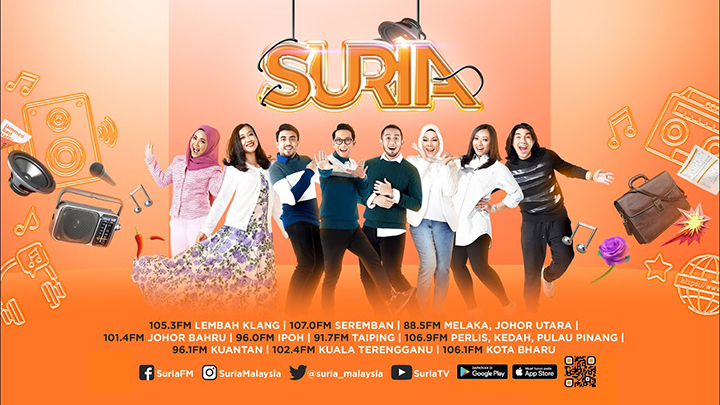 SURIA
https://www
105.3FM LEMBAH KLANG | 107.0FM SEREMBAN | 88.5FM MELAKA, JOHOR UTARA |
101.4FM JOHOR BAHRU | 96.0FM IPOH | 91.7FM TAIPING | 106.9FM PERLIS, KEDAH, PULAU PINANG |
96.1FM KUANTAN | 102.4FM KUALA TERENGGANU | 106.1FM KOTA BHARU
SuriaFM SuriaMalaysia @suria_malaysia SuriaTV Google Play App Store